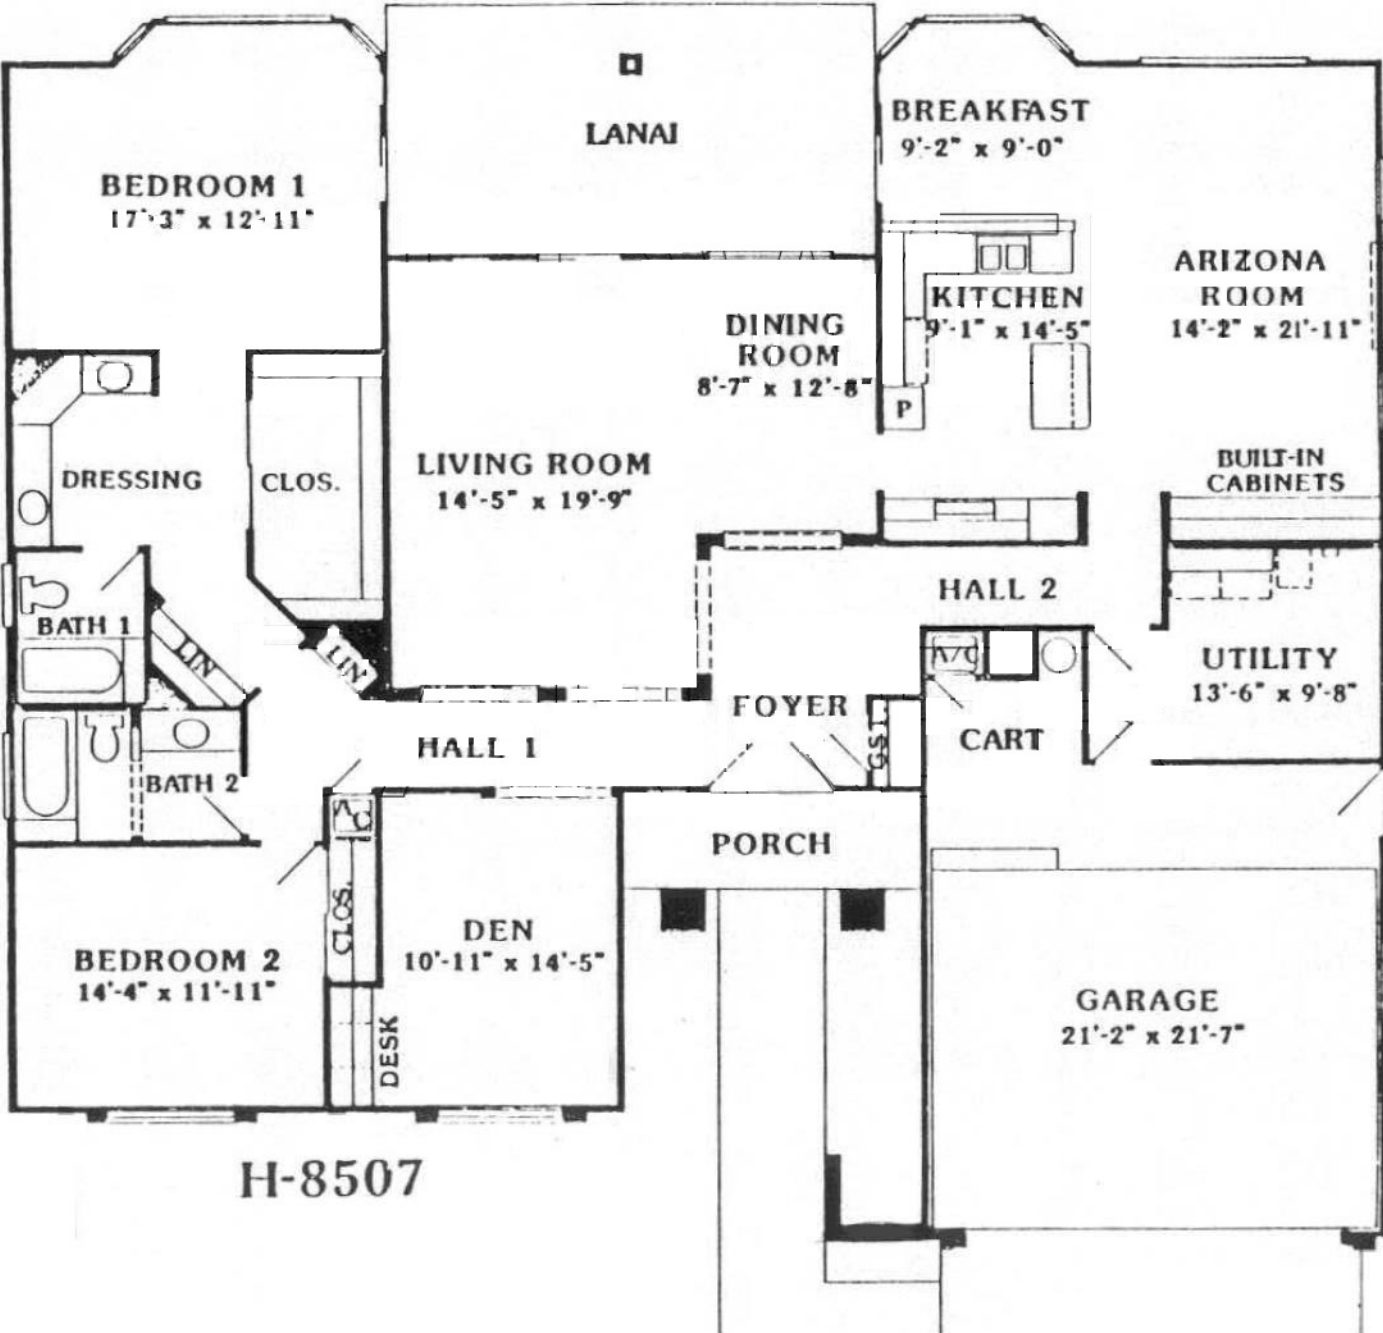 LANAI
BREAKFAST
9'-2" x 9'-0"
BEDROOM 1
17'-3" x 12'-11"
ARIZONA
ROOM
14'-2" x 21'-11"
KITCHEN
9'-1" x 14'-5"
DINING
ROOM
8'-7" x 12'-8"
P
LIVING ROOM
14'-5" x 19'-9"
DRESSING
CLOS.
BUILT-IN
CABINETS
HALL 2
BATH 1
LIN
LIN
A/C
UTILITY
13'-6" x 9'-8"
FOYER
CART
HALL 1
BATH 2
A/C
PORCH
CLOS.
DEN
10'-11" x 14'-5"
BEDROOM 2
14'-4" x 11'-11"
DESK
GARAGE
21'-2" x 21'-7"
H-8507